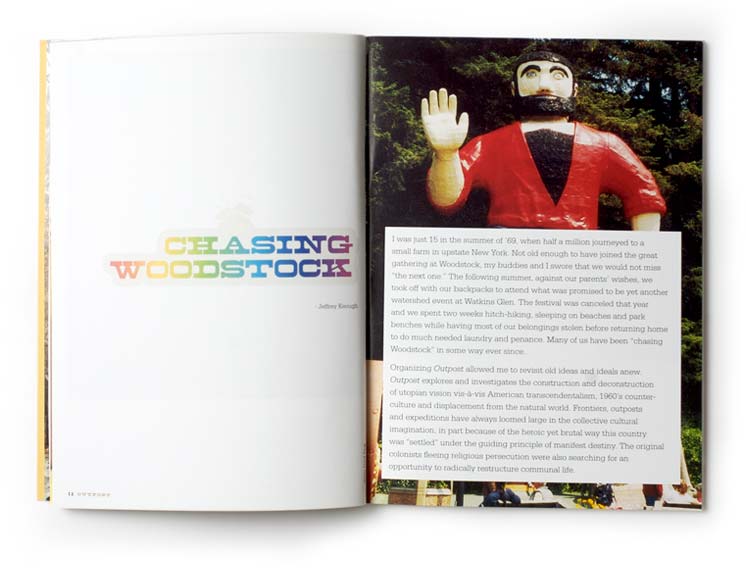 CHASING
WOODSTOCK
- Jeffrey Keough
12 OUTPOST
I was just 15 in the summer of '69, when half a million journeyed to a
small farm in upstate New York. Not old enough to have joined the great
gathering at Woodstock, my buddies and I swore that we would not miss
"the next one." The following summer, against our parents' wishes, we
took off with our backpacks to attend what was promised to be yet another
watershed event at Watkins Glen. The festival was canceled that year
and we spent two weeks hitch-hiking, sleeping on beaches and park
benches while having most of our belongings stolen before returning home
to do much needed laundry and penance. Many of us have been "chasing
Woodstock" in some way ever since.
Organizing Outpost allowed me to revisit old ideas and ideals anew.
Outpost explores and investigates the construction and deconstruction
of utopian vision vis-à-vis American transcendentalism, 1960's counter-
culture and displacement from the natural world. Frontiers, outposts
and expeditions have always loomed large in the collective cultural
imagination, in part because of the heroic yet brutal way this country
was "settled" under the guiding principle of manifest destiny. The original
colonists fleeing religious persecution were also searching for an
opportunity to radically restructure communal life.